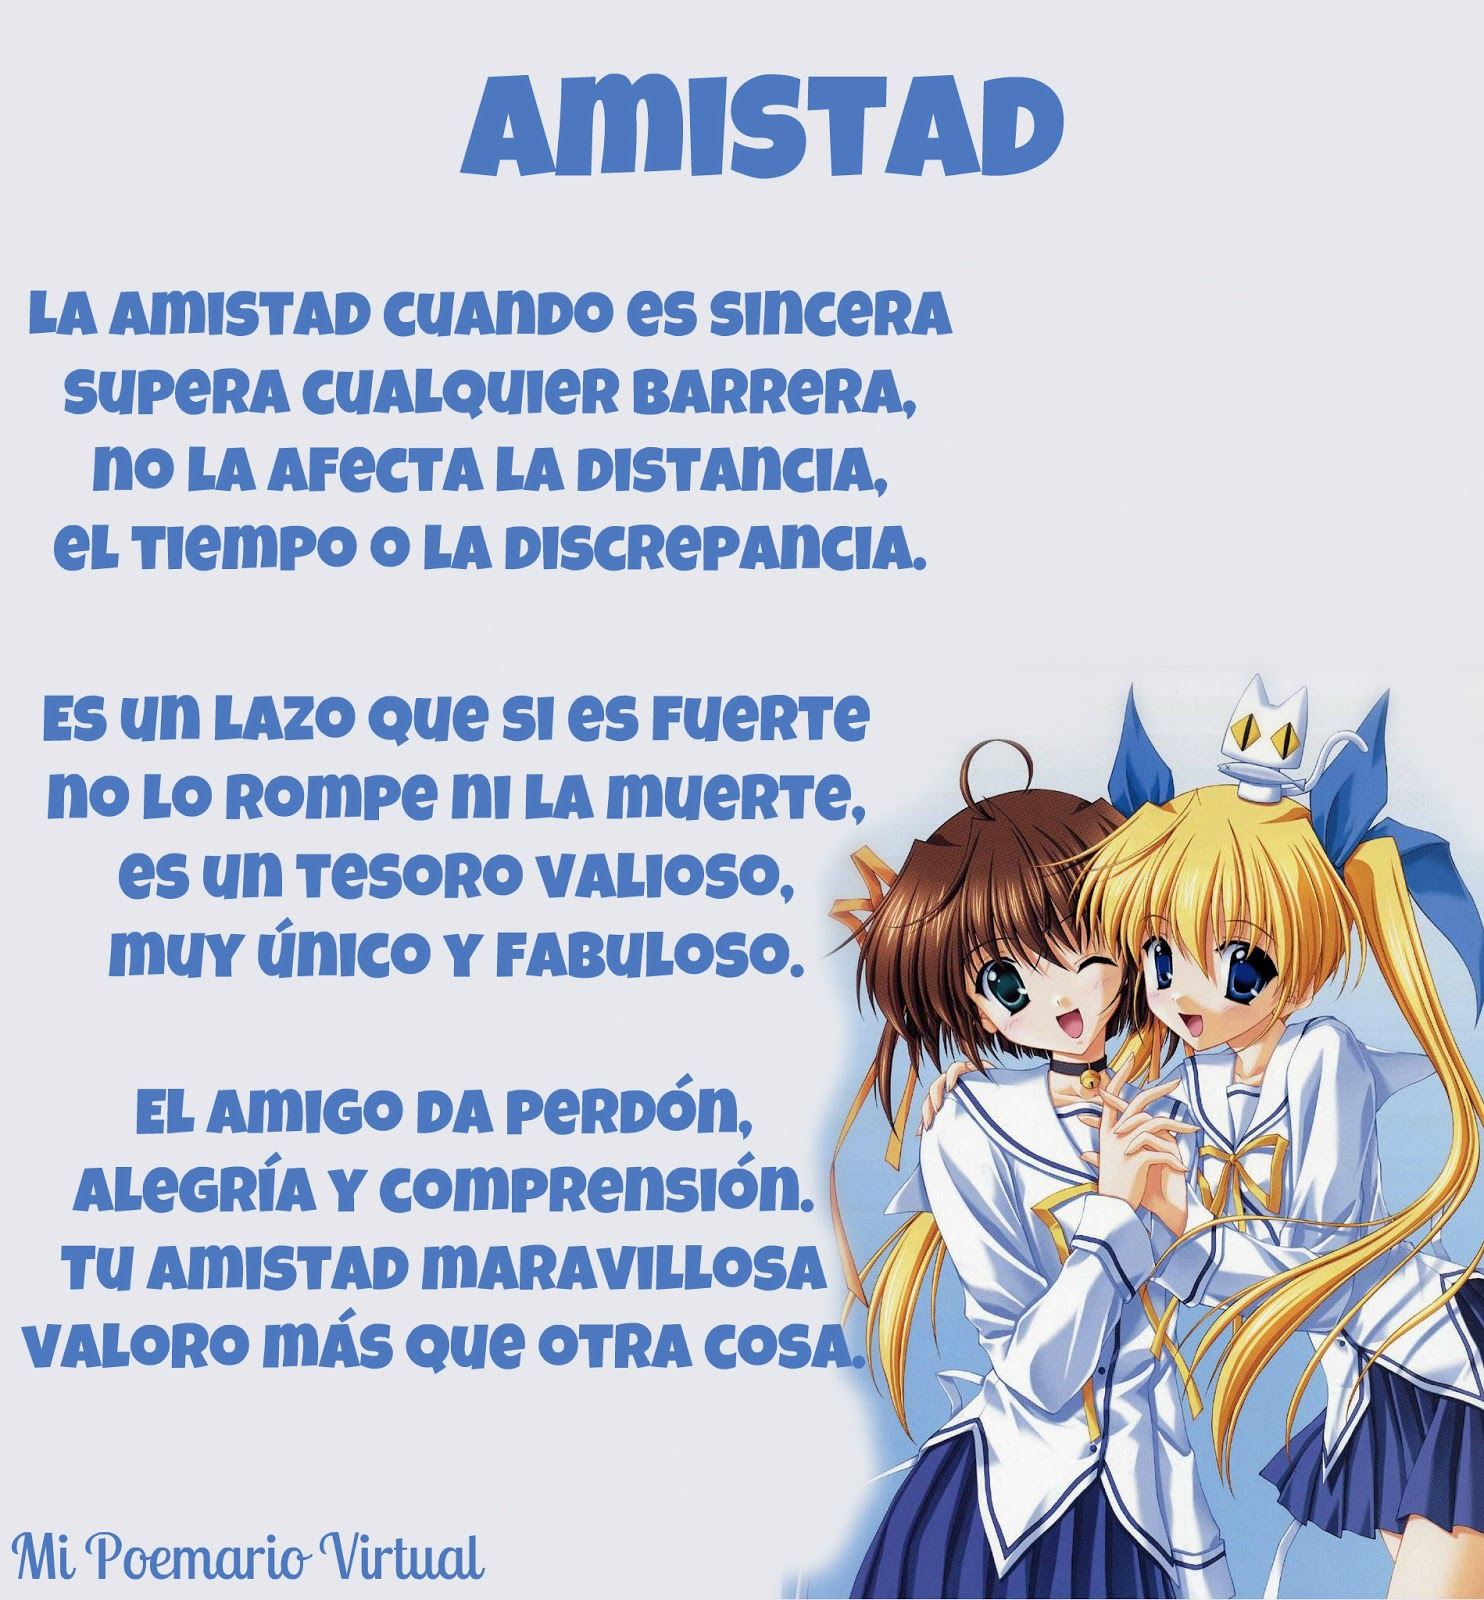 AMISTAD
La amistad cuando es sincera
supera cualquier barrera,
no la afecta la distancia,
el tiempo o la discrepancia.
Es un lazo que si es fuerte
no lo rompe ni la muerte,
es un tesoro valioso,
muy único y fabuloso.
El amigo da perdón,
alegría y comprensión.
Tu amistad maravillosa
valoro más que otra cosa.
Mi Poemario Virtual